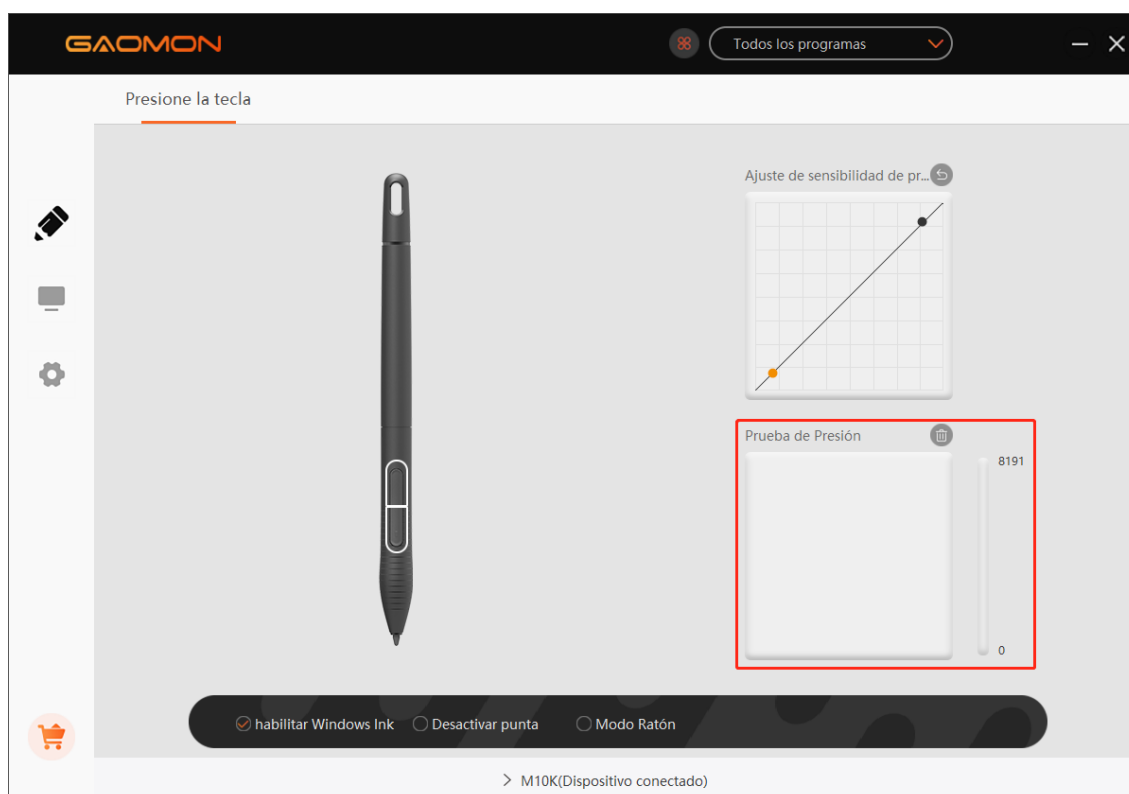 GAOMON
Todos los programas
Presione la tecla
Ajuste de sensibilidad de pr...
Prueba de Presión
8191
0
habilitar Windows Ink
Desactivar punta
Modo Ratón
M10K(Dispositivo conectado)